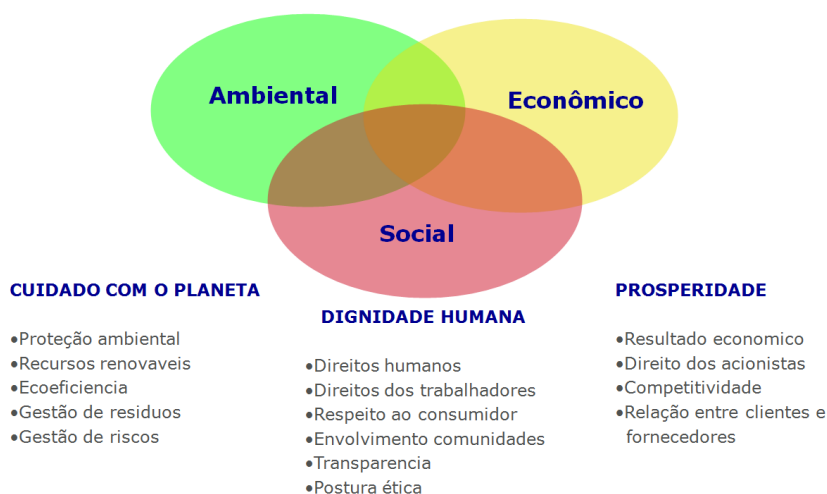 Ambiental
Econômico
Social
CUIDADO COM O PLANETA
•Proteção ambiental
•Recursos renovaveis
•Ecoeficiencia
•Gestão de residuos
•Gestão de riscos
DIGNIDADE HUMANA
•Direitos humanos
•Direitos dos trabalhadores
•Respeito ao consumidor
•Envolvimento comunidades
•Transparencia
•Postura ética
PROSPERIDADE
•Resultado economico
•Direito dos acionistas
•Competitividade
•Relação entre clientes e
fornecedores